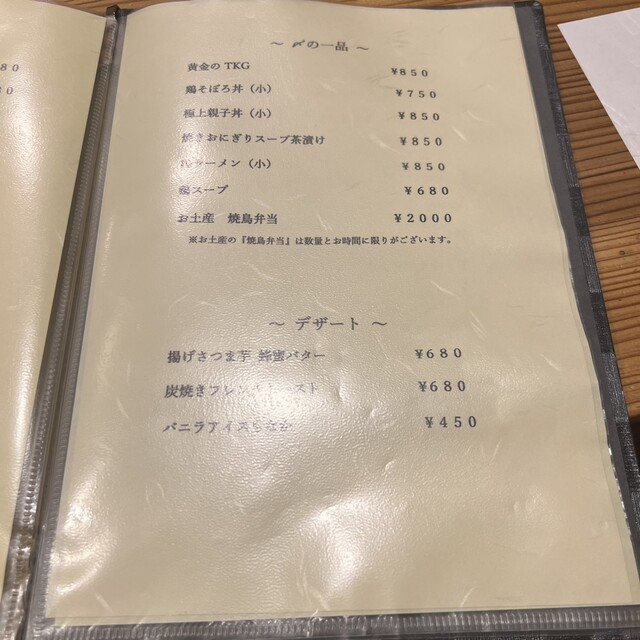 ～ 〆の一品 ～
黄金の TKG ¥850
鶏そぼろ丼（小） ¥750
極上親子丼（小） ¥850
焼きおにぎりスープ茶漬け ¥850
ラーメン（小） ¥850
スープ ¥680
お土産 焼鳥弁当 ¥2000
※お土産の『焼鳥弁当』は数量とお時間に限りがございます。
～ デザート ～
揚げさつま芋 蜂蜜バター ¥680
炭焼きフレンチトースト ¥680
バニラアイス ¥450
80